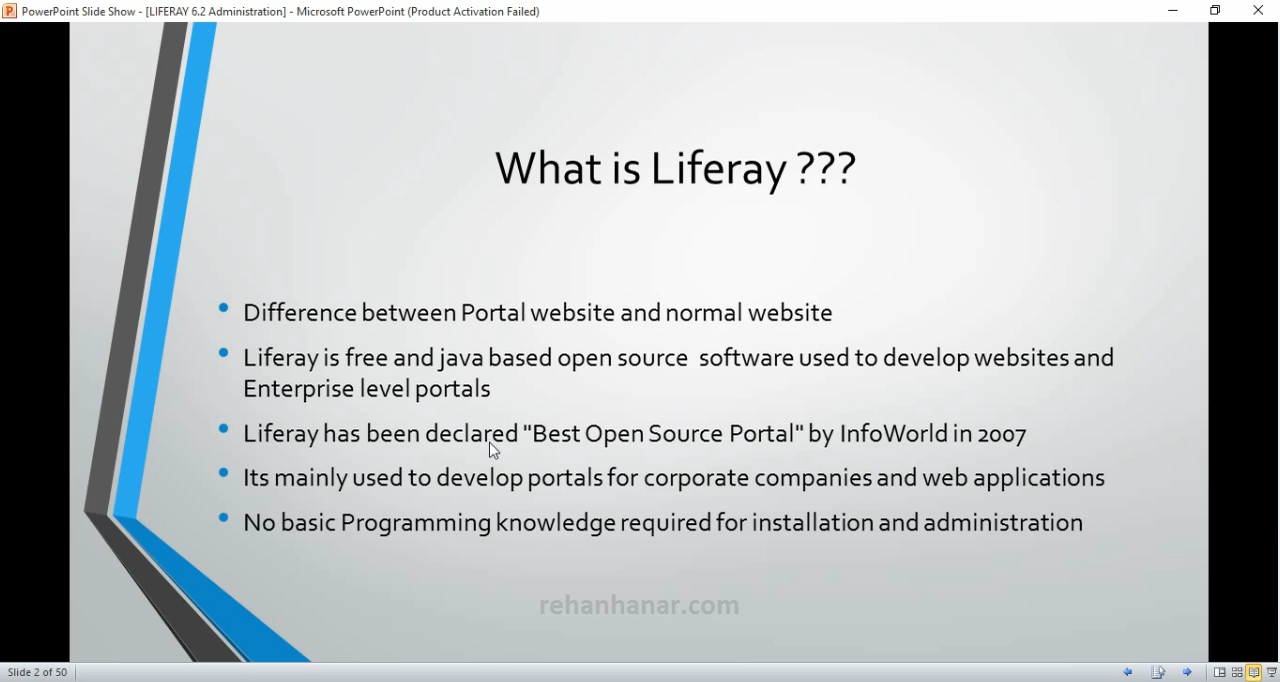 PowerPoint Slide Show - [LIFERAY 6.2 Administration] - Microsoft PowerPoint (Product Activation Failed)
What is Liferay ???
• Difference between Portal website and normal website
• Liferay is free and java based open source  software used to develop websites and
Enterprise level portals
• Liferay has been declared "Best Open Source Portal" by InfoWorld in 2007
• Its mainly used to develop portals for corporate companies and web applications
• No basic Programming knowledge required for installation and administration
rehanhanar.com
Slide 2 of 50